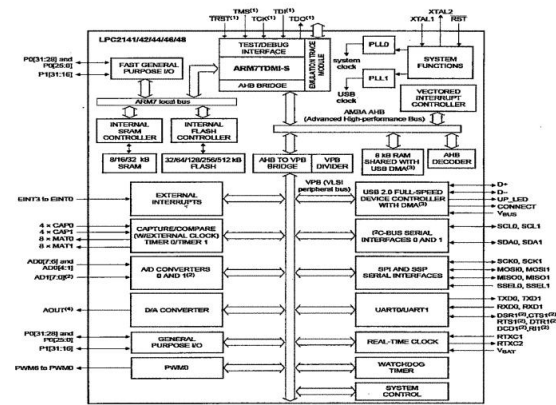 LPC2141/42/44/46/48
TRST(1)
TMS(1)
TCK(1)
TDI(1)
TDO(1)
XTAL1
XTAL2
RST
P0[31:28] and
P0[25:0]
P1[31:16]
FAST GENERAL
PURPOSE I/O
TEST/DEBUG
INTERFACE
ARM7TDMI-S
AHB BRIDGE
EMULATION TRACE
MODULE
PLL0
system
clock
PLL1
USB
clock
SYSTEM
FUNCTIONS
VECTORED
INTERRUPT
CONTROLLER
ARM7 local bus
AMBA AHB
(Advanced High-performance Bus)
INTERNAL
SRAM
CONTROLLER
INTERNAL
FLASH
CONTROLLER
8/16/32 kB
SRAM
32/64/128/256/512 kB
FLASH
AHB TO VPB
BRIDGE
VPB
DIVIDER
8 kB RAM
SHARED WITH
USB DMA(3)
AHB
DECODER
VPB (VLSI
peripheral bus)
EINT3 to EINT0
EXTERNAL
INTERRUPTS
USB 2.0 FULL-SPEED
DEVICE CONTROLLER
WITH DMA(3)
D+
D−
UP_LED
CONNECT
VBUS
4 × CAP0
4 × CAP1
8 × MAT0
8 × MAT1
CAPTURE/COMPARE
(W/EXTERNAL CLOCK)
TIMER 0/TIMER 1
I2C-BUS SERIAL
INTERFACES 0 AND 1
SCL0, SCL1
SDA0, SDA1
AD0[7:6] and
AD0[4:1]
AD1[7:0](2)
A/D CONVERTERS
0 AND 1(2)
SPI AND SSP
SERIAL INTERFACES
SCK0, SCK1
MOSI0, MOSI1
MISO0, MISO1
SSEL0, SSEL1
AOUT(4)
D/A CONVERTER
UART0/UART1
TXD0, TXD1
RXD0, RXD1
DSR1(2), CTS1(2)
RTS1(2), DTR1(2)
DCD1(2), RI1(2)
P0[31:28] and
P0[25:0]
P1[31:16]
GENERAL
PURPOSE I/O
REAL-TIME CLOCK
RTXC1
RTXC2
VBAT
PWM6 to PWM0
PWM0
WATCHDOG
TIMER
SYSTEM
CONTROL